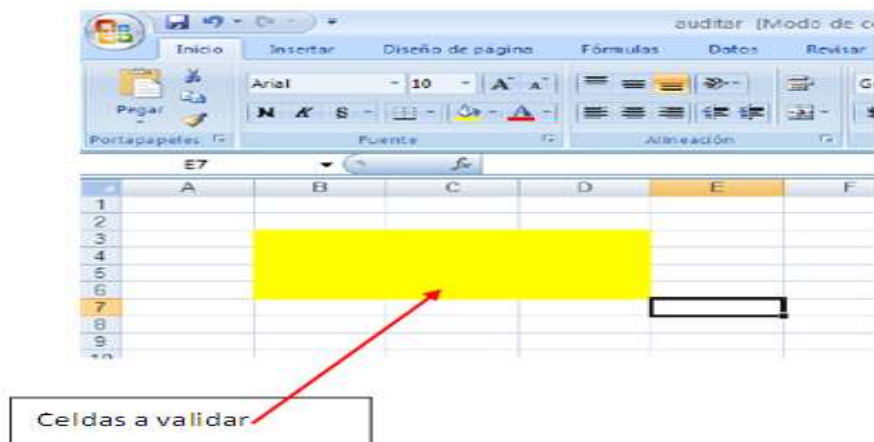 auditar (Modo de c
Inicio Insertar Diseño de página Fórmulas Datos Revisar
Pegar
Arial 10 A A
N K S A
G
$
Portapapeles Fuente Alineación
E7 fx
A B C D E F
1
2
3
4
5
6
7
8
9
10
Celdas a validar